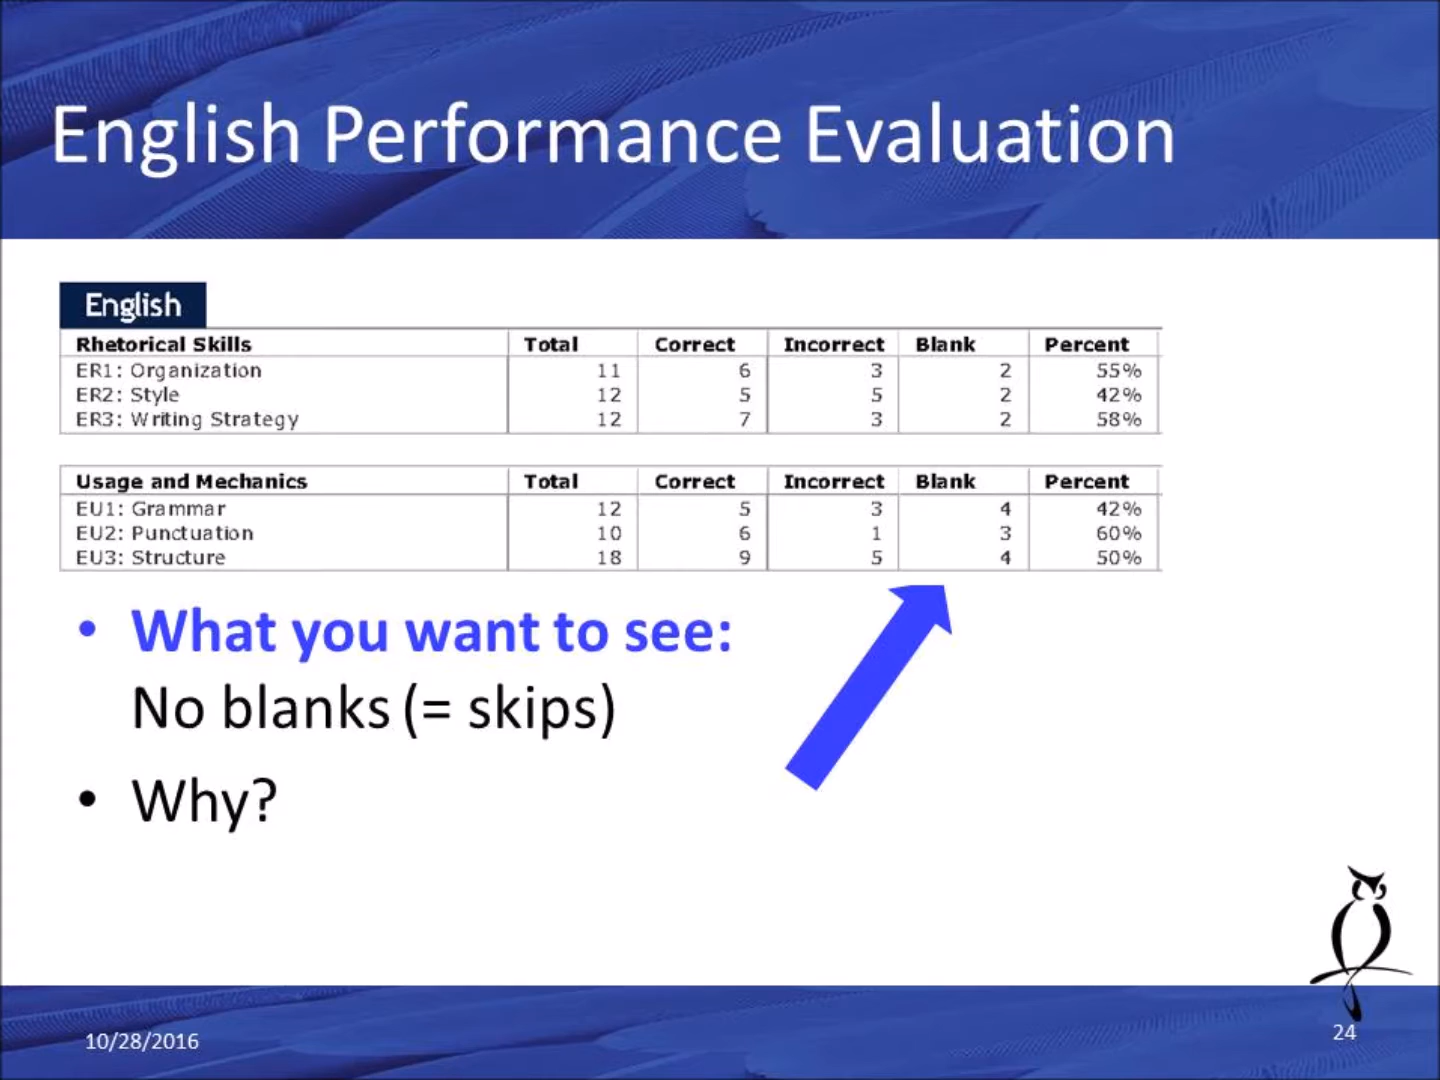 English Performance Evaluation
English
Rhetorical Skills Total Correct Incorrect Blank Percent
ER1: Organization 11 6 3 2 55%
ER2: Style 12 5 5 2 42%
ER3: Writing Strategy 12 7 3 2 58%
Usage and Mechanics Total Correct Incorrect Blank Percent
EU1: Grammar 12 5 3 4 42%
EU2: Punctuation 10 6 1 3 60%
EU3: Structure 18 9 5 4 50%
• What you want to see:
No blanks (= skips)
• Why?
10/28/2016
24